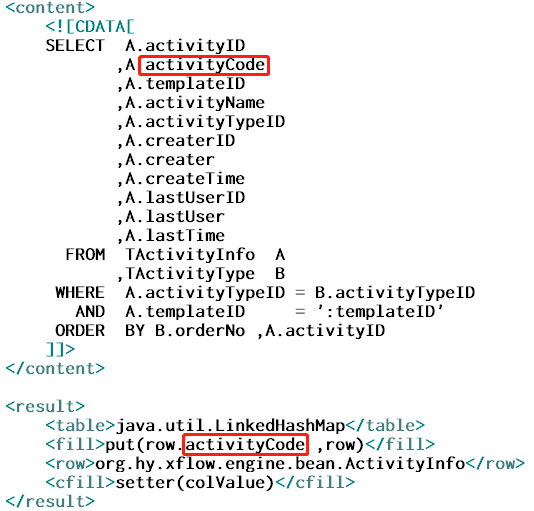 <content>
    <![CDATA[
    SELECT  A.activityID
           ,A.activityCode
           ,A.templateID
           ,A.activityName
           ,A.activityTypeID
           ,A.createrID
           ,A.creater
           ,A.createTime
           ,A.lastUserID
           ,A.lastUser
           ,A.lastTime
      FROM  TActivityInfo  A
           ,TActivityType  B
     WHERE  A.activityTypeID = B.activityTypeID
       AND  A.templateID     = ':templateID'
     ORDER  BY B.orderNo ,A.activityID
    ]]>
</content>
<result>
    <table>java.util.LinkedHashMap</table>
    <fill>put(row.activityCode ,row)</fill>
    <row>org.hy.xflow.engine.bean.ActivityInfo</row>
    <cfill>setter(colValue)</cfill>
</result>